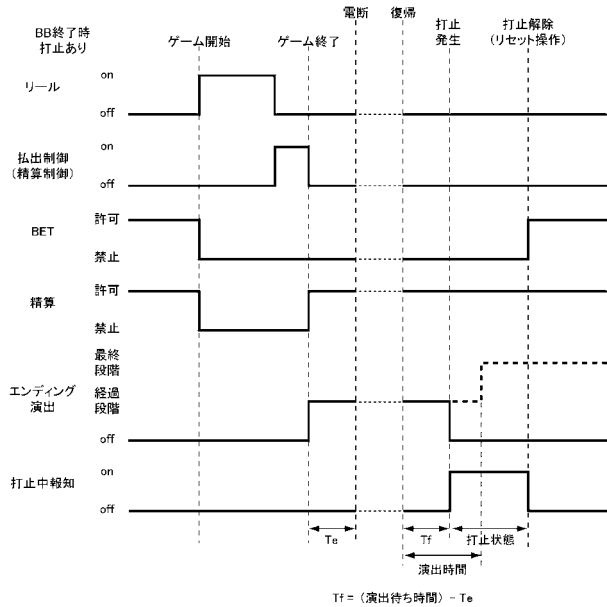 BB終了時
打止あり
ゲーム開始
ゲーム終了
電断
復帰
打止
発生
打止解除
(リセット操作)
リール
on
off
払出制御
(精算制御)
on
off
BET
許可
禁止
精算
許可
禁止
エンディング
演出
最終
段階
経過
段階
off
打止中報知
on
off
Te
Tf
打止状態
演出時間
Tf = (演出待ち時間) - Te